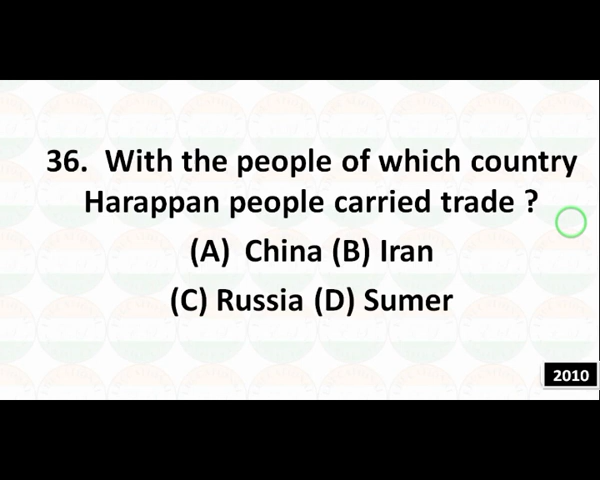 36.  With the people of which country
Harappan people carried trade ?
(A)  China (B) Iran
(C) Russia (D) Sumer
2010